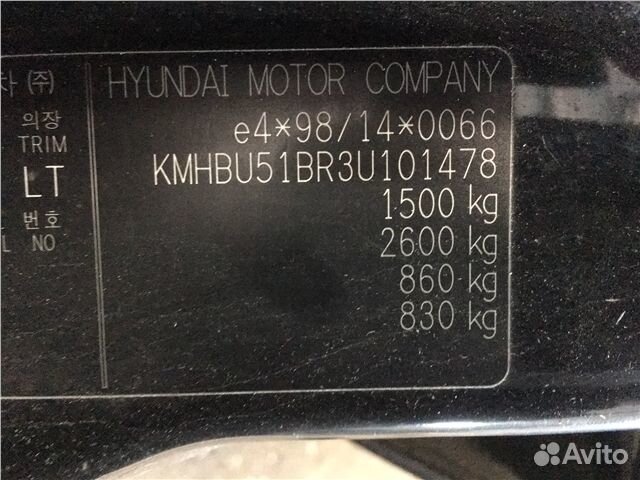 차 (주)
의장
TRIM
LT
번호
L NO
HYUNDAI MOTOR COMPANY
e4*98/14*0066
KMHBU51BR3U101478
1500 kg
2600 kg
860 kg
830 kg
Avito